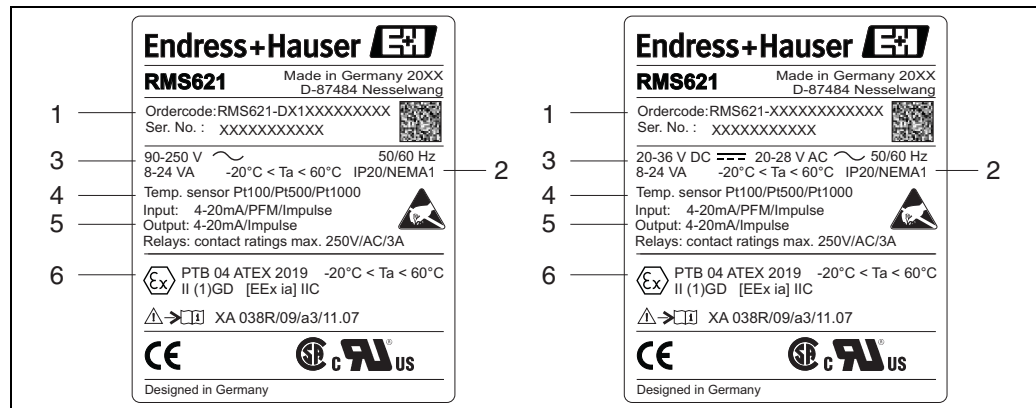 Endress+Hauser EH
RMS621
Made in Germany 20XX
D-87484 Nesselwang
1
Ordercode:RMS621-DX1XXXXXXXXX
Ser. No. : XXXXXXXXXXX
3
90-250 V 50/60 Hz
8-24 VA -20°C < Ta < 60°C IP20/NEMA1
2
4
Temp. sensor Pt100/Pt500/Pt1000
Input: 4-20mA/PFM/Impulse
5
Output: 4-20mA/Impulse
Relays: contact ratings max. 250V/AC/3A
6
Ex PTB 04 ATEX 2019 -20°C < Ta < 60°C
II (1)GD [EEx ia] IIC
XA 038R/09/a3/11.07
CE SA c RU ® US
Designed in Germany
Endress+Hauser EH
RMS621
Made in Germany 20XX
D-87484 Nesselwang
1
Ordercode:RMS621-XXXXXXXXXXXX
Ser. No. : XXXXXXXXXXX
3
20-36 V DC 20-28 V AC 50/60 Hz
8-24 VA -20°C < Ta < 60°C IP20/NEMA1
2
4
Temp. sensor Pt100/Pt500/Pt1000
Input: 4-20mA/PFM/Impulse
5
Output: 4-20mA/Impulse
Relays: contact ratings max. 250V/AC/3A
6
Ex PTB 04 ATEX 2019 -20°C < Ta < 60°C
II (1)GD [EEx ia] IIC
XA 038R/09/a3/11.07
CE SA c RU ® US
Designed in Germany